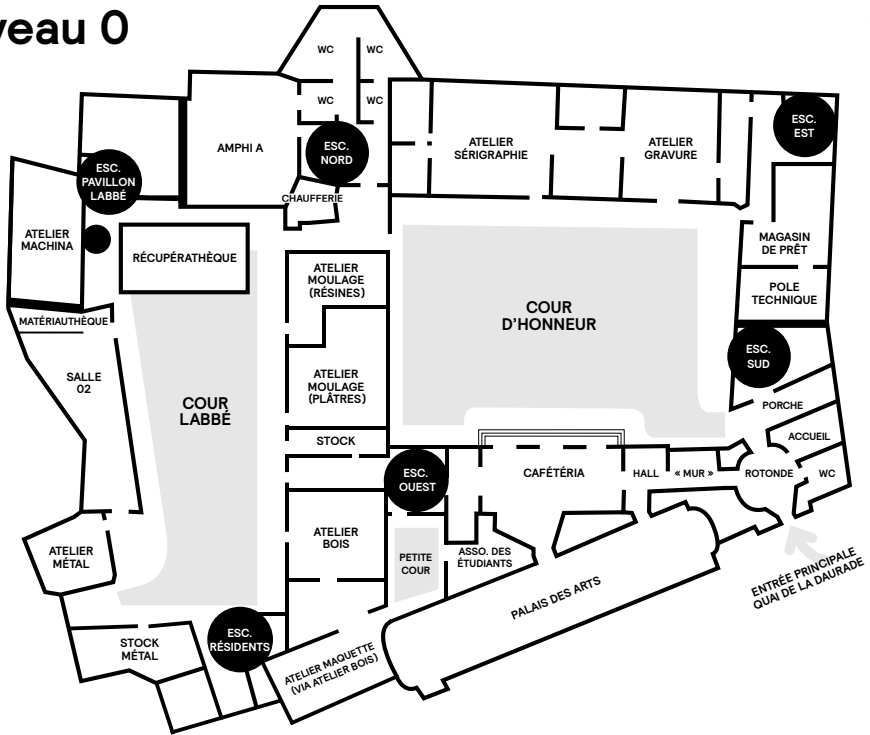 veau 0
WC
WC
WC
WC
AMPHI A
ESC.
NORD
ATELIER
SÉRIGRAPHIE
ATELIER
GRAVURE
ESC.
EST
ESC.
PAVILLON
LABBÉ
CHAUFFERIE
ATELIER
MACHINA
RÉCUPÉRATHÈQUE
MAGASIN
DE PRÊT
ATELIER
MOULAGE
(RÉSINES)
POLE
TECHNIQUE
COUR
D'HONNEUR
MATÉRIAUTHÈQUE
ESC.
SUD
SALLE
02
ATELIER
MOULAGE
(PLÂTRES)
COUR
LABBÉ
PORCHE
STOCK
ACCUEIL
ESC.
OUEST
CAFÉTÉRIA
HALL
« MUR »
ROTONDE
WC
ATELIER
BOIS
ATELIER
MÉTAL
PETITE
COUR
ASSO. DES
ÉTUDIANTS
ENTRÉE PRINCIPALE
QUAI DE LA DAURADE
PALAIS DES ARTS
STOCK
MÉTAL
ESC.
RÉSIDENTS
ATELIER MAQUETTE
(VIA ATELIER BOIS)